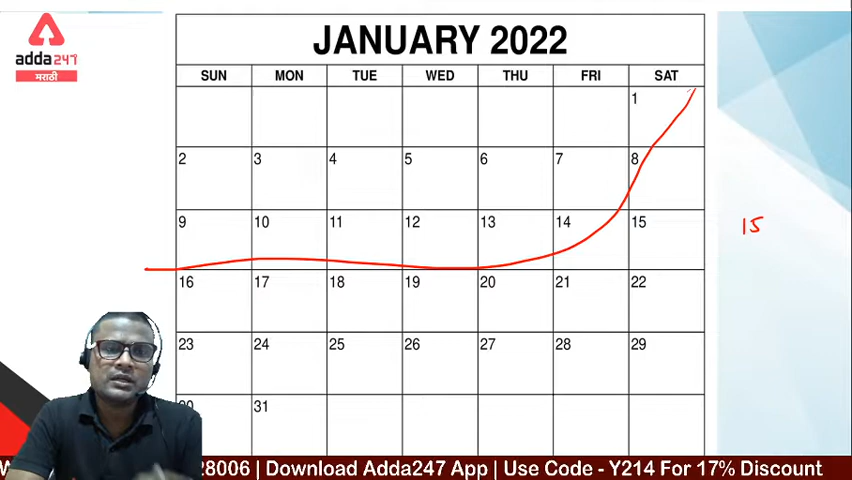 adda247
मराठी
JANUARY 2022
SUN MON TUE WED THU FRI SAT
1
2 3 4 5 6 7 8
9 10 11 12 13 14 15
15
16 17 18 19 20 21 22
23 24 25 26 27 28 29
31
28006 | Download Adda247 App | Use Code - Y214 For 17% Discount